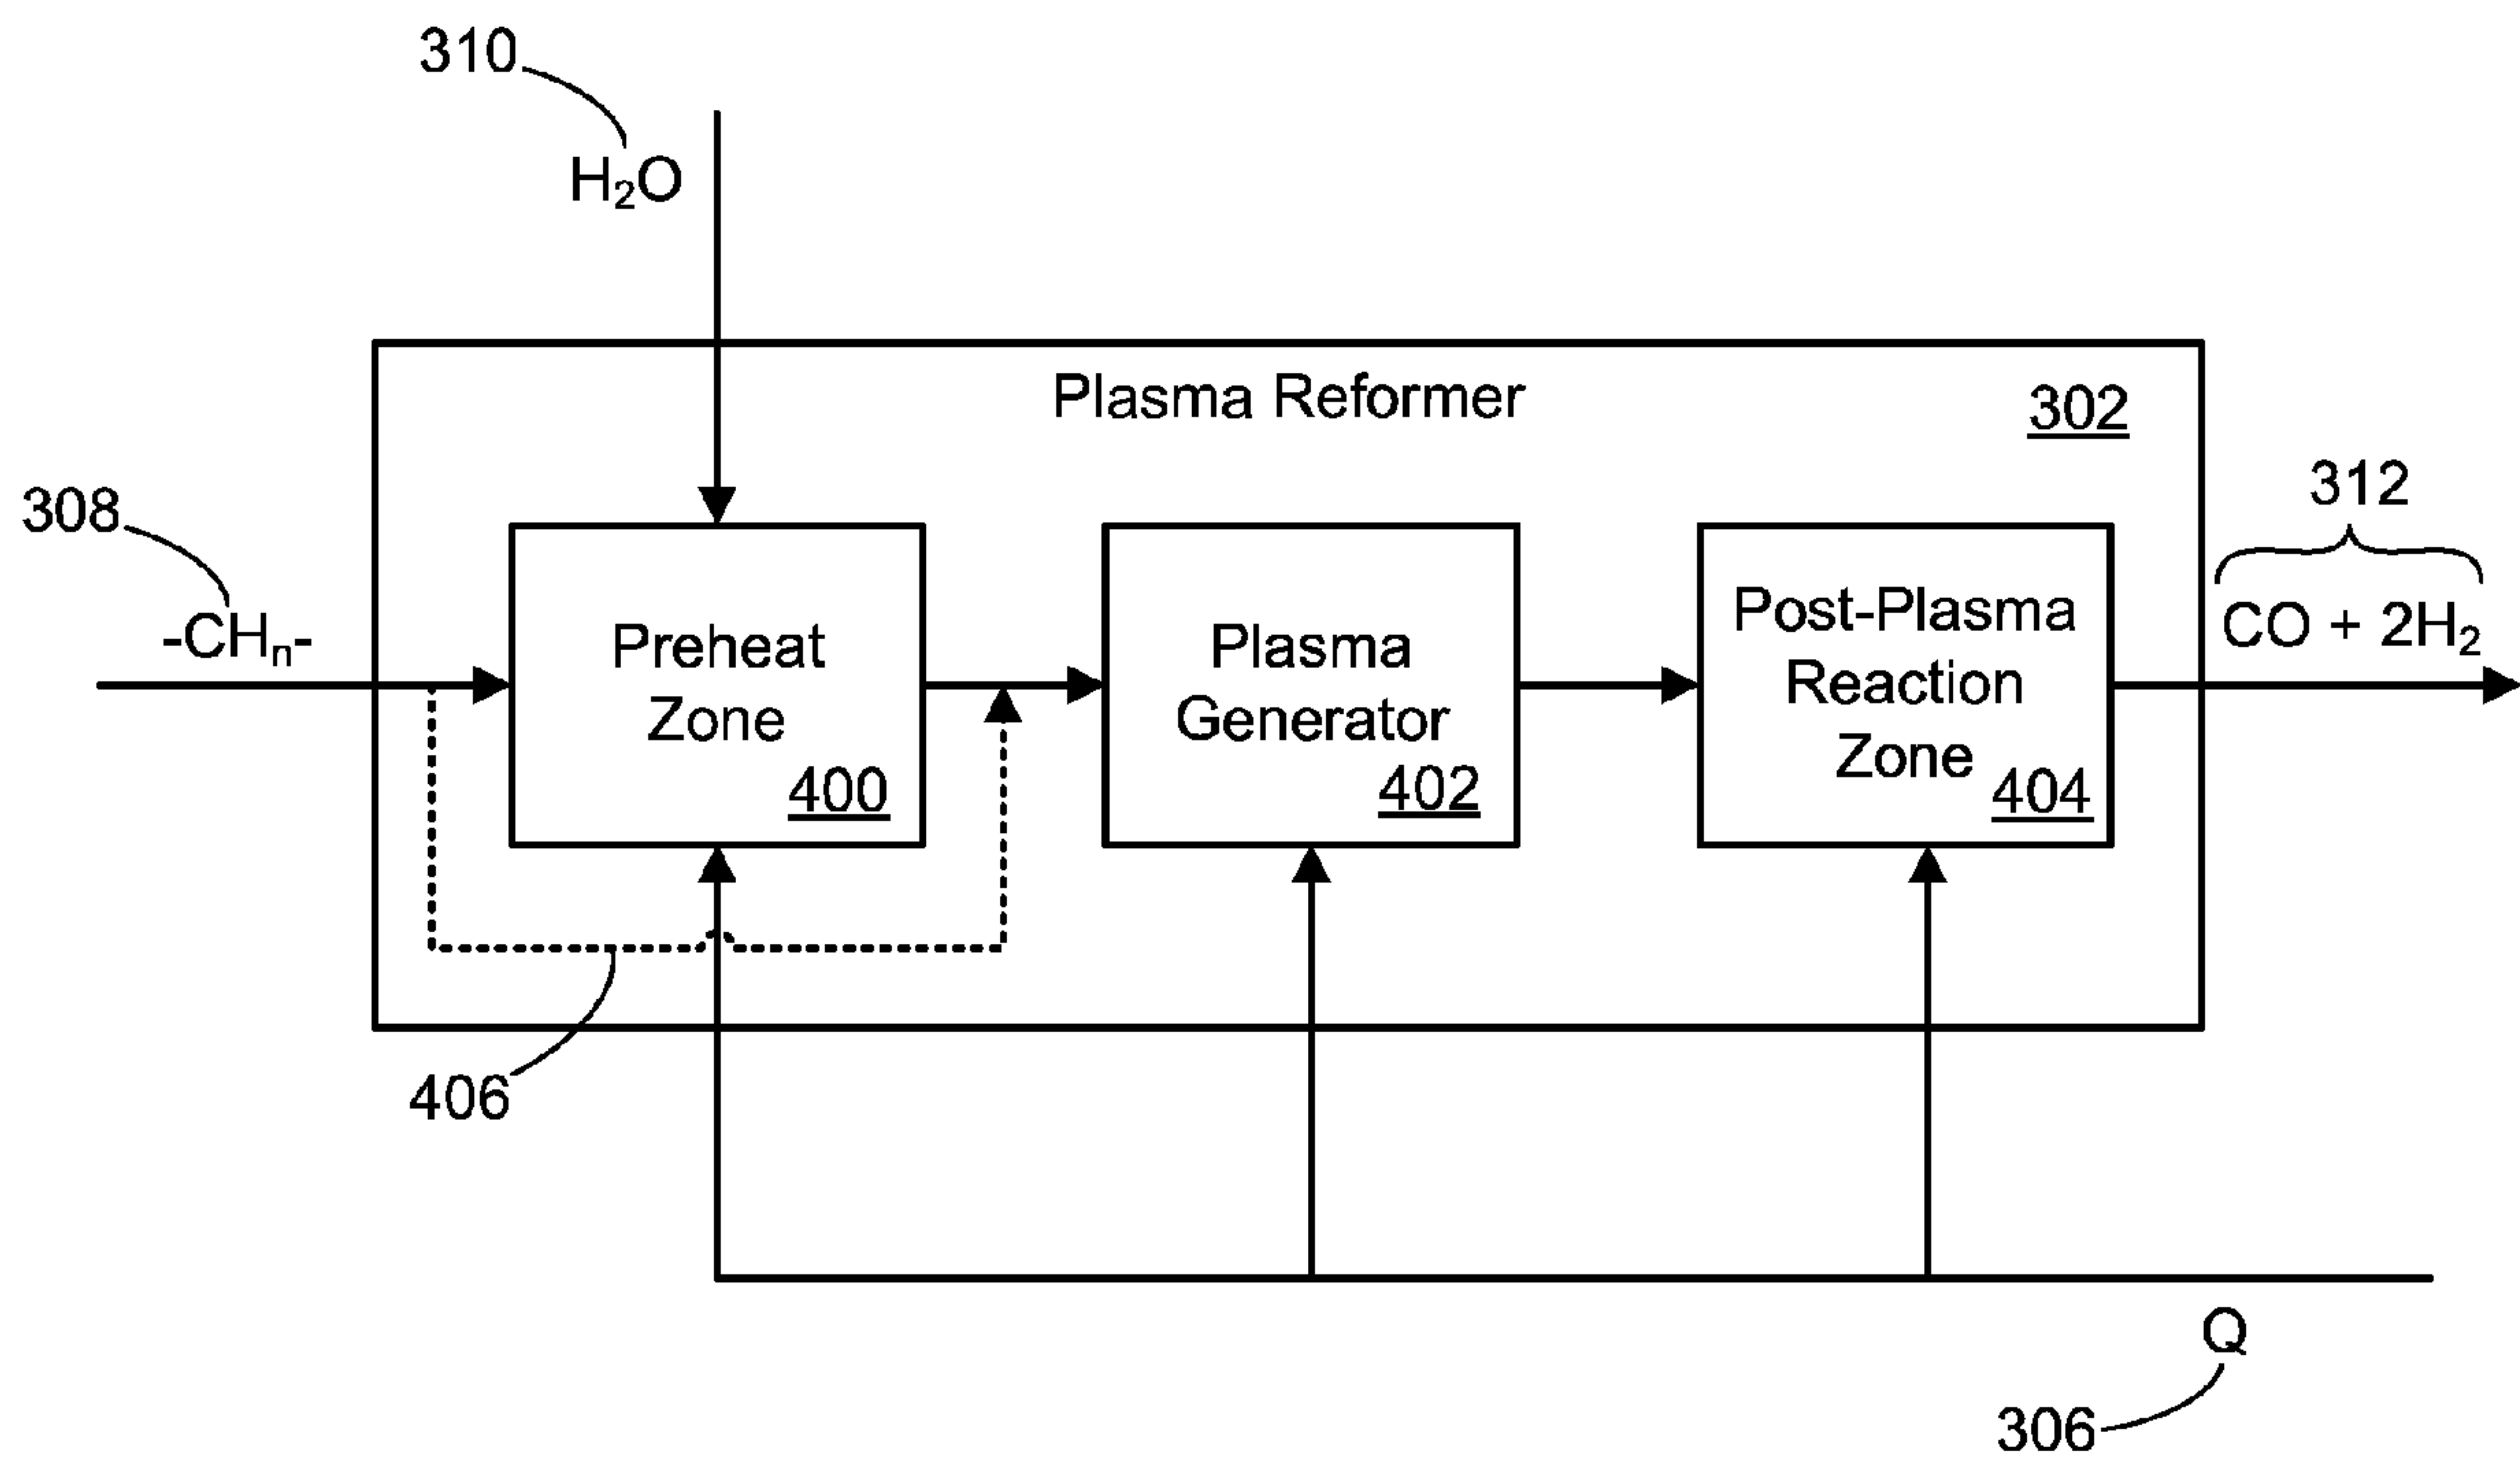 310
H₂O
Plasma Reformer
302
308
-CHₙ-
312
CO + 2H₂
Preheat
Zone
400
Plasma
Generator
402
Post-Plasma
Reaction
Zone
404
406
Q
306